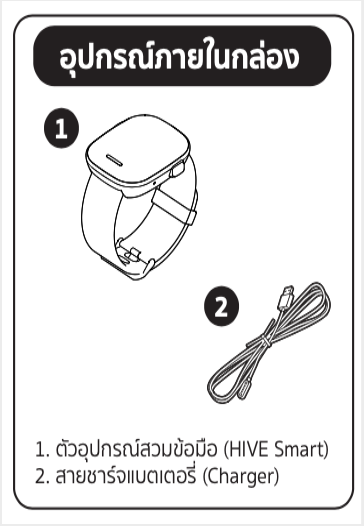 อุปกรณ์ภายในกล่อง
1
2
1. ตัวอุปกรณ์สวมข้อมือ (HIVE Smart)
2. สายชาร์จแบตเตอรี่ (Charger)